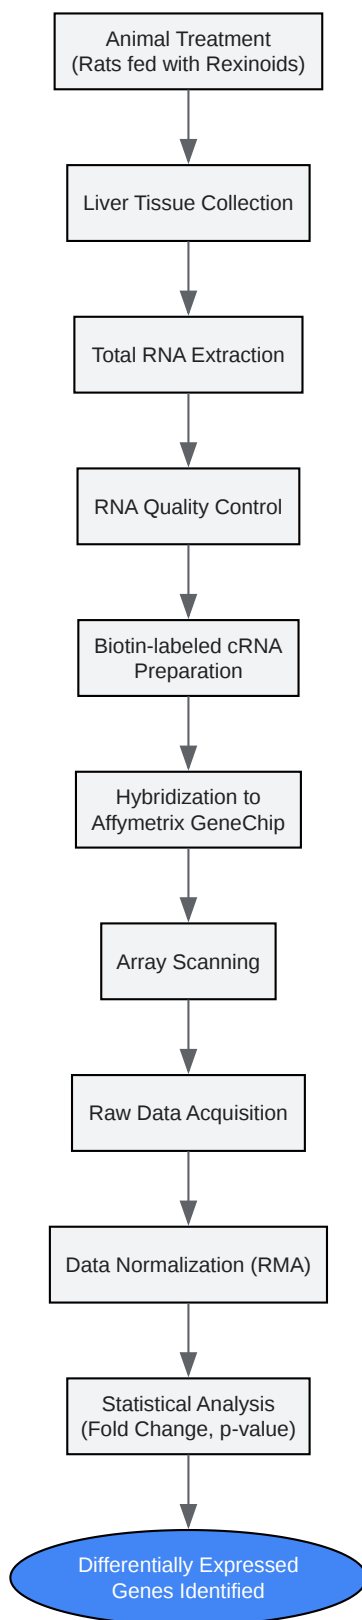 Animal Treatment
(Rats fed with Rexinoids)
Liver Tissue Collection
Total RNA Extraction
RNA Quality Control
Biotin-labeled cRNA
Preparation
Hybridization to
Affymetrix GeneChip
Array Scanning
Raw Data Acquisition
Data Normalization (RMA)
Statistical Analysis
(Fold Change, p-value)
Differentially Expressed
Genes Identified